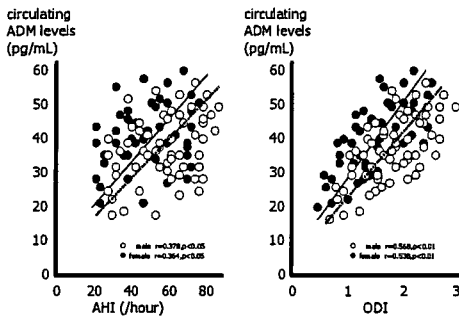 circulating
ADM levels
(pg/mL)
60
50
40
30
20
10
0
0 20 40 60 80
AHI (/hour)
male r=0.378,p<0.05
female r=0.364,p<0.05
circulating
ADM levels
(pg/mL)
60
50
40
30
20
10
0
0 1 2 3
ODI
male r=0.568,p<0.01
female r=0.538,p<0.01